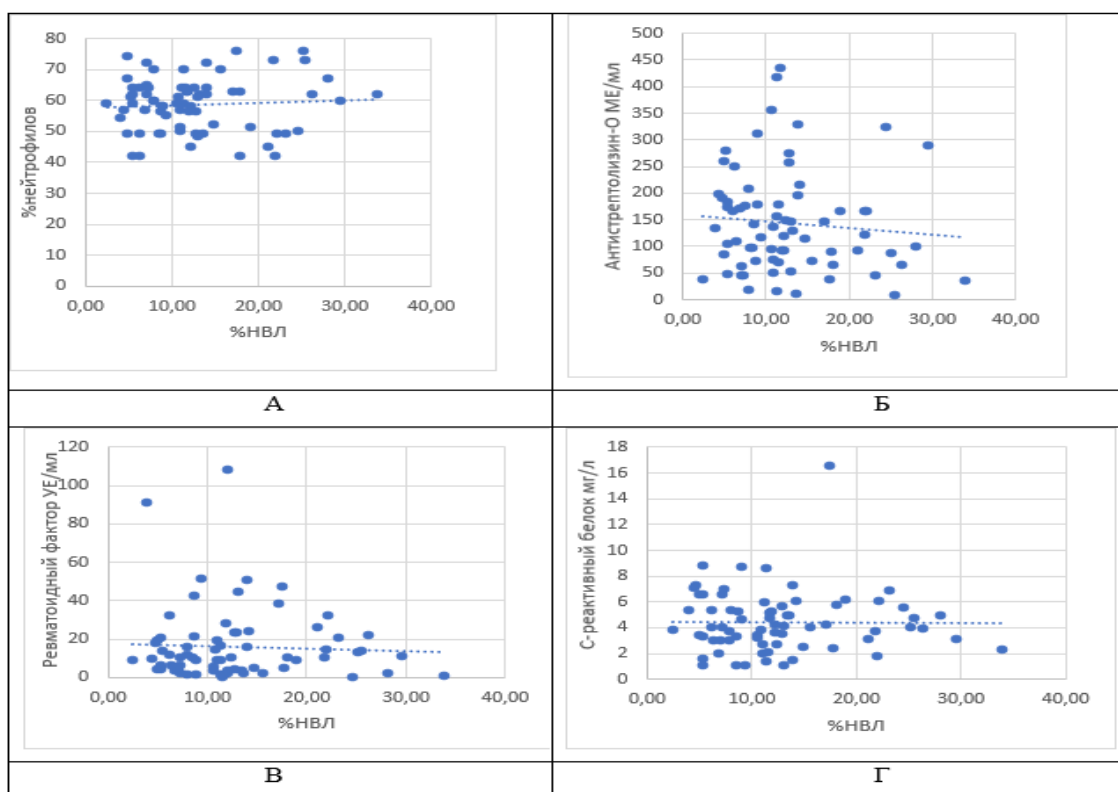 %нейтрофилов
80
70
60
50
40
30
20
10
0
0,00 10,00 20,00 30,00 40,00
%НВЛ
А
Антистрептолизин-О МЕ/мл
500
450
400
350
300
250
200
150
100
50
0
0,00 10,00 20,00 30,00 40,00
%НВЛ
Б
Ревматоидный фактор УЕ/мл
120
100
80
60
40
20
0
0,00 10,00 20,00 30,00 40,00
%НВЛ
В
С-реактивный белок мг/л
18
16
14
12
10
8
6
4
2
0
0,00 10,00 20,00 30,00 40,00
%НВЛ
Г